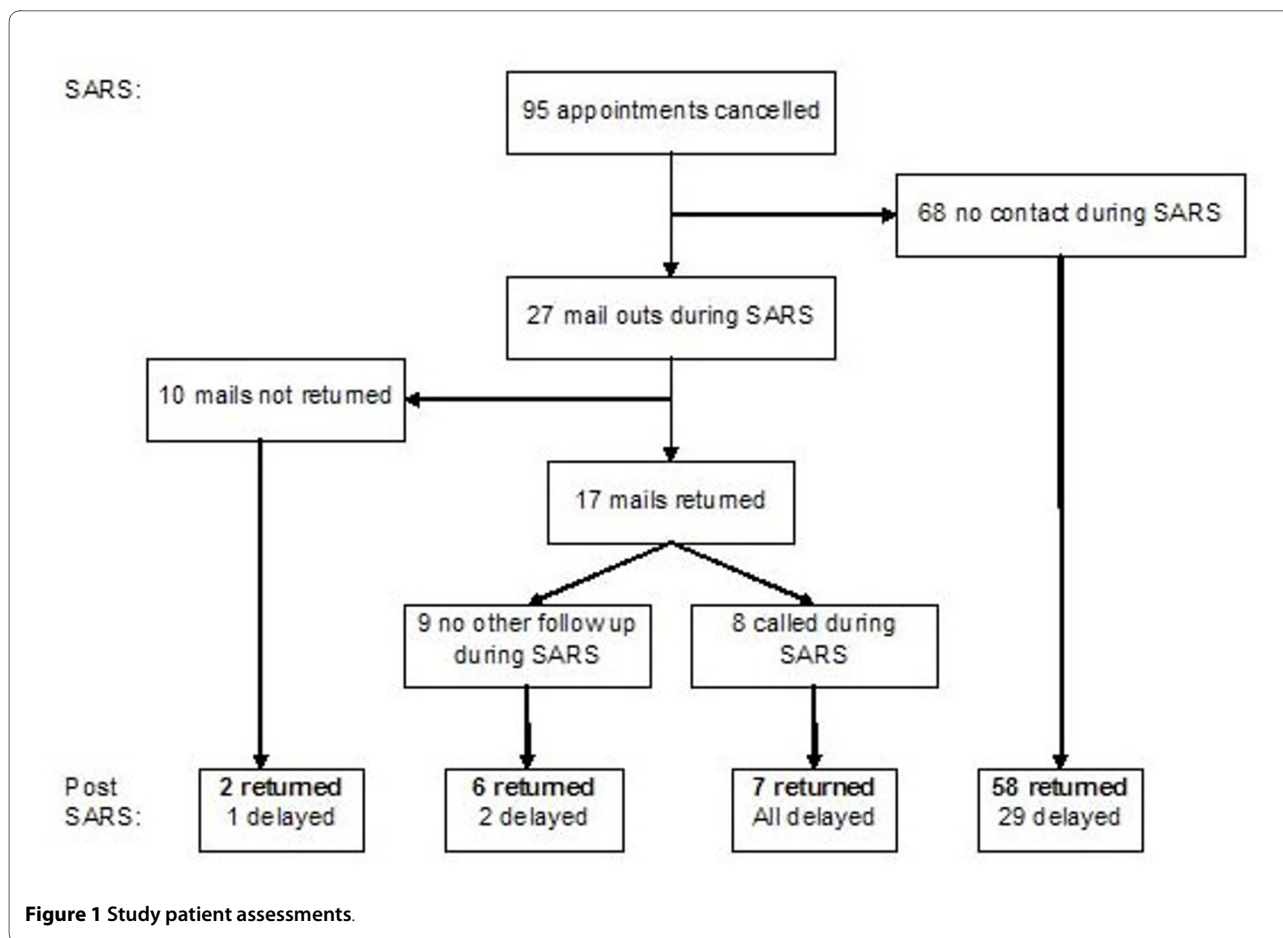 SARS:
95 appointments cancelled
68 no contact during SARS
27 mail outs during SARS
10 mails not returned
17 mails returned
9 no other follow up
during SARS
8 called during
SARS
Post
SARS:
2 returned
1 delayed
6 returned
2 delayed
7 returned
All delayed
58 returned
29 delayed
Figure 1 Study patient assessments.